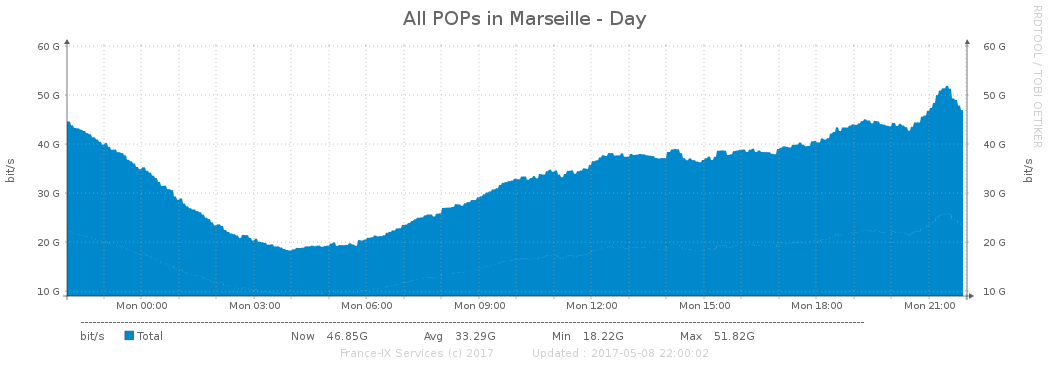 All POPs in Marseille - Day
RRDTOOL / TOBI OETIKER
60 G 60 G
50 G 50 G
40 G 40 G
30 G 30 G
20 G 20 G
10 G 10 G
bit/s
bit/s
Mon 00:00 Mon 03:00 Mon 06:00 Mon 09:00 Mon 12:00 Mon 15:00 Mon 18:00 Mon 21:00
bit/s Total Now 46.85G Avg 33.29G Min 18.22G Max 51.82G
France-IX Services (c) 2017 Updated : 2017-05-08 22:00:02